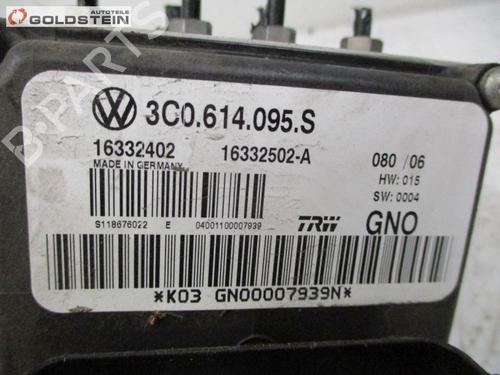 AUTOTEILE
GOLDSTEIN
B-PARTS
3C0.614.095.S
16332402 16332502-A 080 /06
MADE IN GERMANY HW: 015
SW: 0004
S118676022 E 04001100007939 TRW GNO
*K03 GN00007939N*